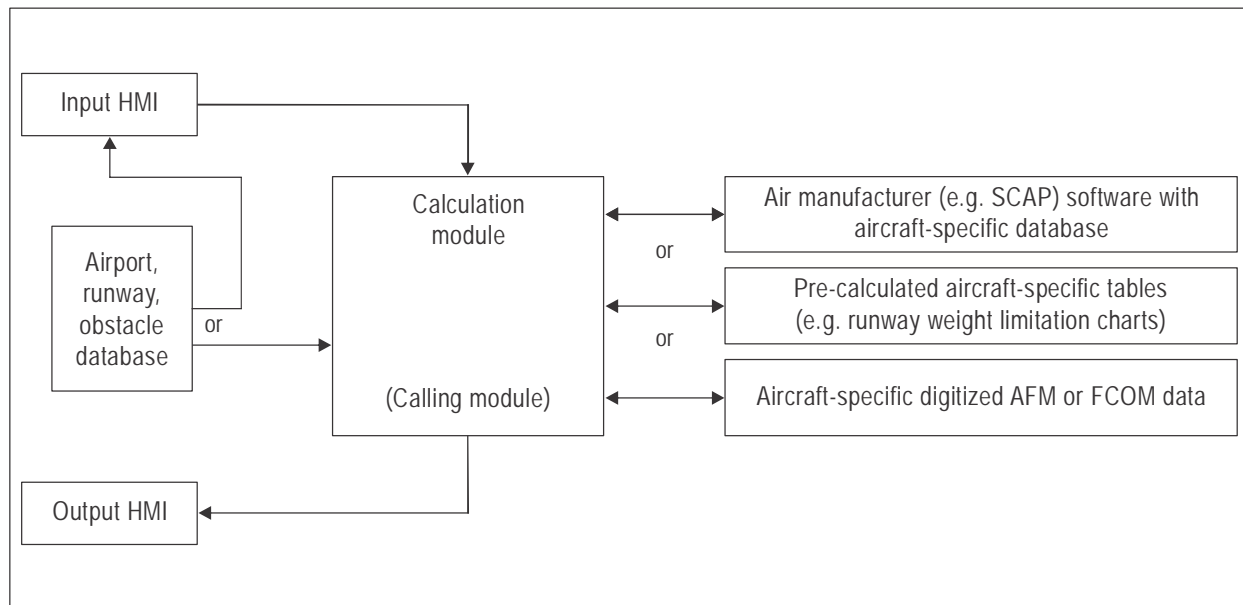 Input HMI
Airport,
runway,
obstacle
database
or
Calculation
module
(Calling module)
Output HMI
Air manufacturer (e.g. SCAP) software with
aircraft-specific database
or
Pre-calculated aircraft-specific tables
(e.g. runway weight limitation charts)
or
Aircraft-specific digitized AFM or FCOM data